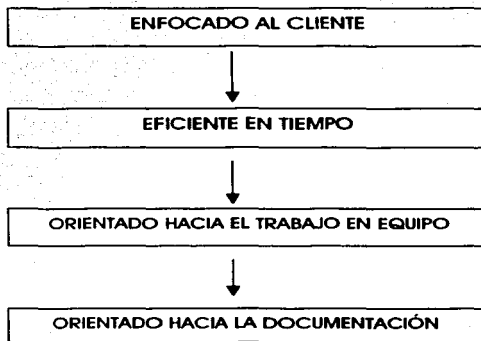 ENFOCADO AL CLIENTE
EFICIENTE EN TIEMPO
ORIENTADO HACIA EL TRABAJO EN EQUIPO
ORIENTADO HACIA LA DOCUMENTACIÓN